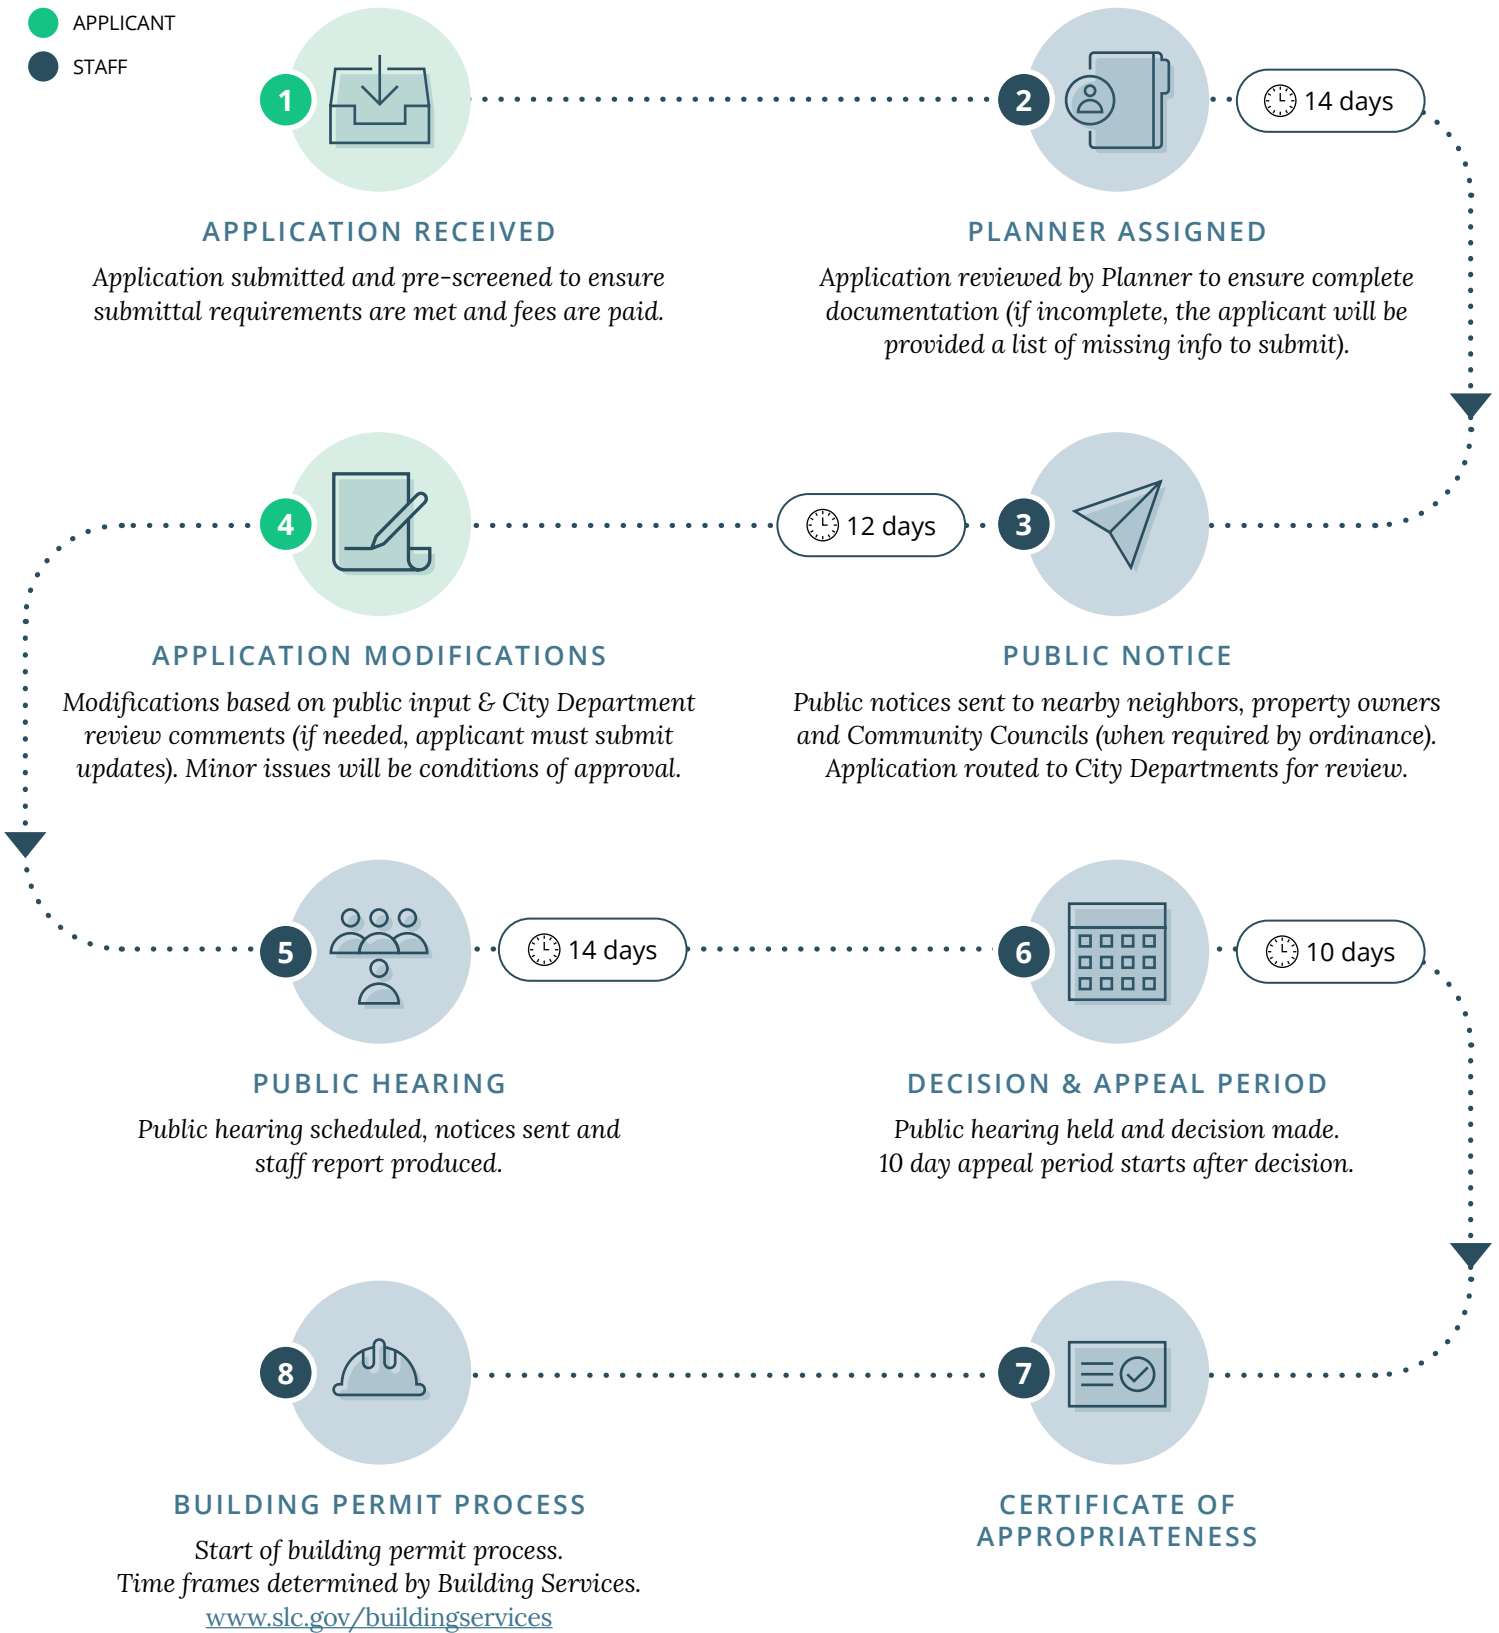 APPLICANT
STAFF
1
2
14 days
APPLICATION RECEIVED
Application submitted and pre-screened to ensure
submittal requirements are met and fees are paid.
PLANNER ASSIGNED
Application reviewed by Planner to ensure complete
documentation (if incomplete, the applicant will be
provided a list of missing info to submit).
3
12 days
4
PUBLIC NOTICE
Public notices sent to nearby neighbors, property owners
and Community Councils (when required by ordinance).
Application routed to City Departments for review.
APPLICATION MODIFICATIONS
Modifications based on public input & City Department
review comments (if needed, applicant must submit
updates). Minor issues will be conditions of approval.
5
14 days
6
10 days
PUBLIC HEARING
Public hearing scheduled, notices sent and
staff report produced.
DECISION & APPEAL PERIOD
Public hearing held and decision made.
10 day appeal period starts after decision.
7
CERTIFICATE OF
APPROPRIATENESS
8
BUILDING PERMIT PROCESS
Start of building permit process.
Time frames determined by Building Services.
www.slc.gov/buildingservices